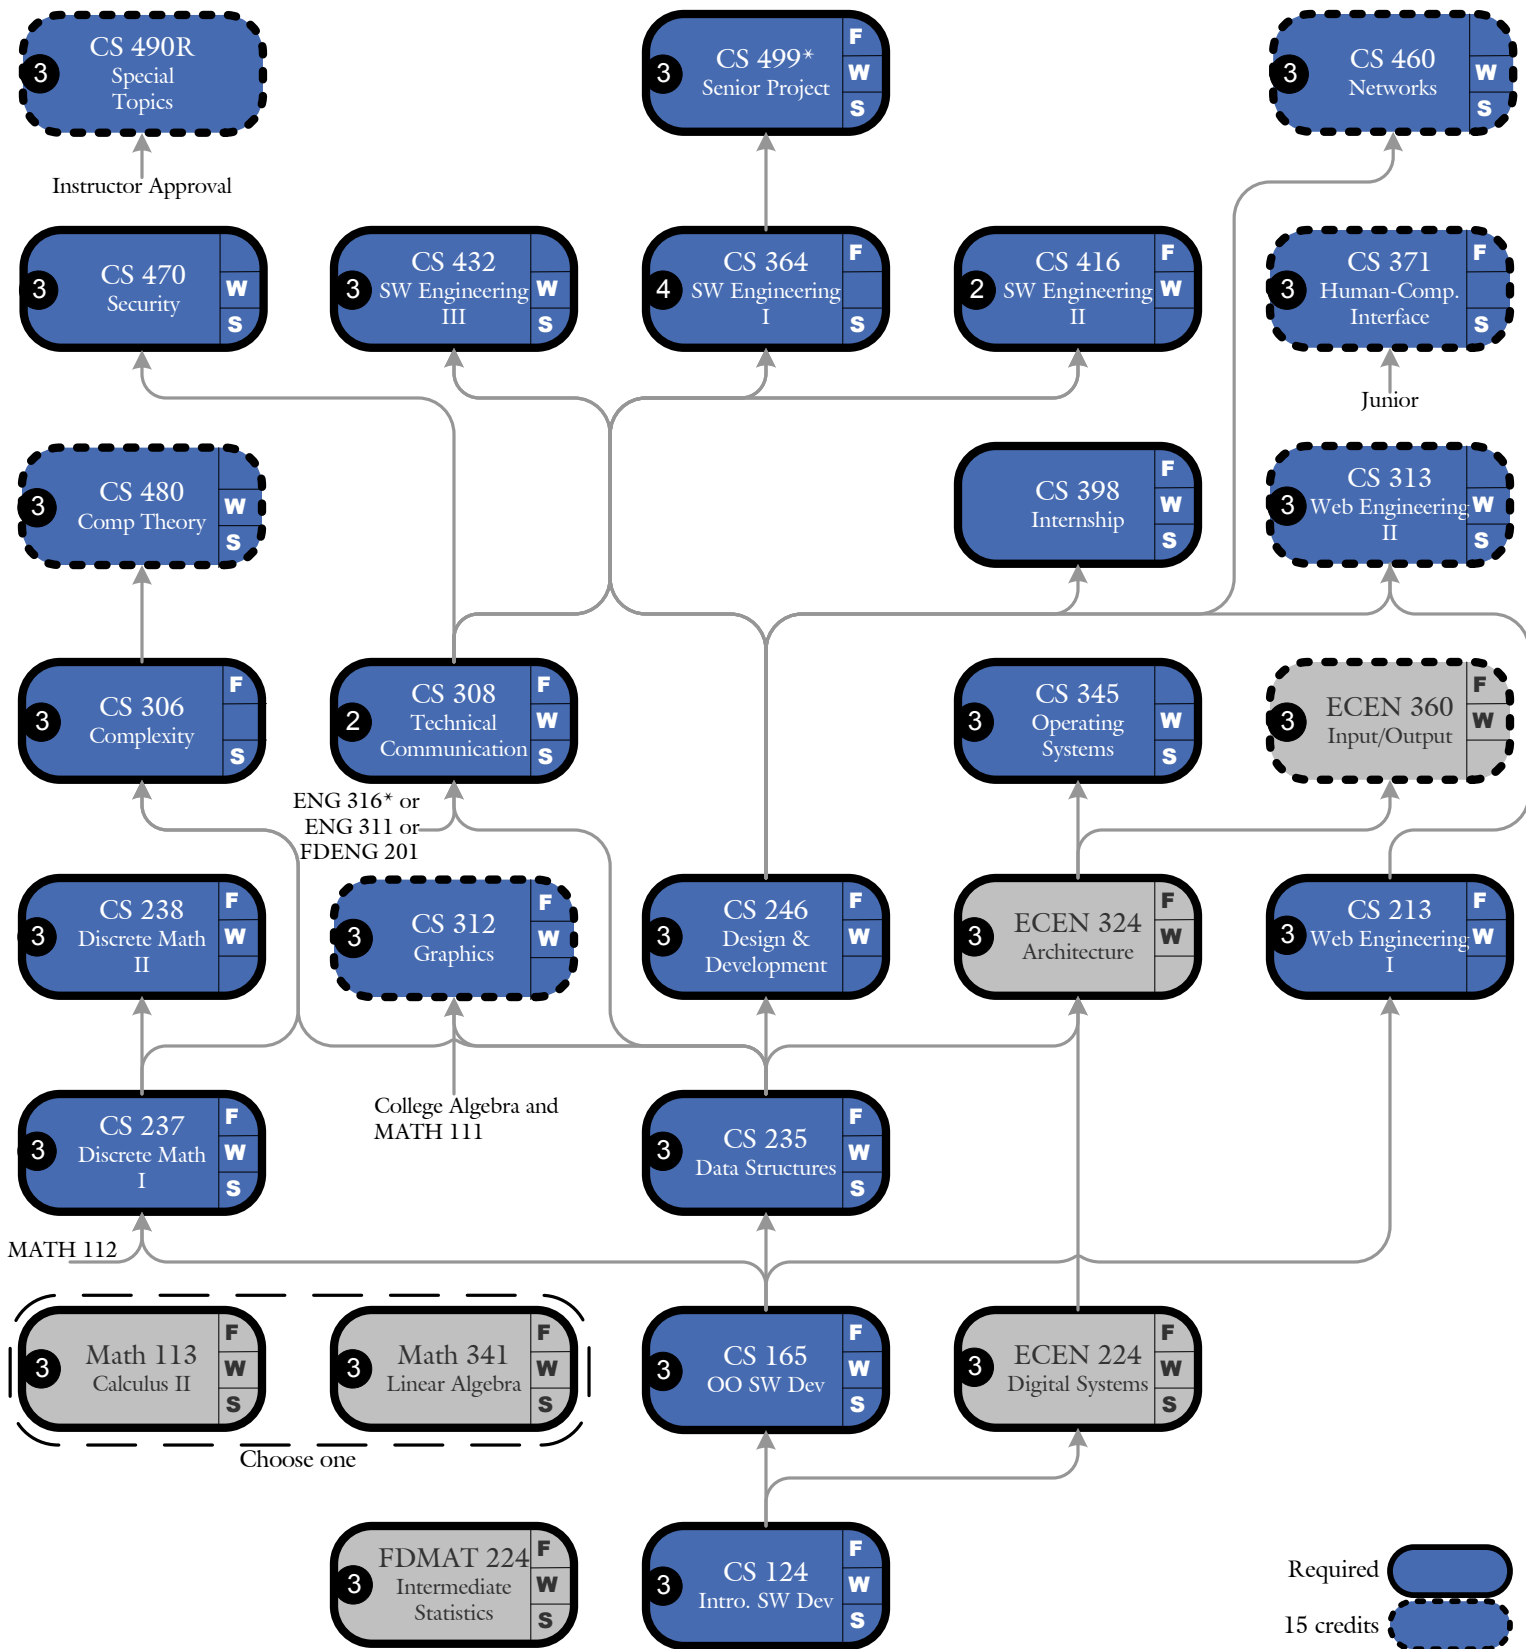 CS 490R
Special
Topics
3
CS 499*
Senior Project
3
F
W
S
CS 460
Networks
3
W
S
Instructor Approval
CS 470
Security
3
W
S
CS 432
SW Engineering
III
3
W
S
CS 364
SW Engineering
I
4
F
S
CS 416
SW Engineering
II
2
F
W
CS 371
Human-Comp.
Interface
3
F
S
Junior
CS 480
Comp Theory
3
W
S
CS 398
Internship
F
W
S
CS 313
Web Engineering
II
3
W
S
CS 306
Complexity
3
F
S
CS 308
Technical
Communication
2
F
W
S
CS 345
Operating
Systems
3
W
S
ECEN 360
Input/Output
3
F
W
ENG 316* or
ENG 311 or
FDENG 201
CS 238
Discrete Math
II
3
F
W
CS 312
Graphics
3
F
W
CS 246
Design &
Development
3
F
W
ECEN 324
Architecture
3
F
W
CS 213
Web Engineering
I
3
F
W
College Algebra and
MATH 111
CS 237
Discrete Math
I
3
F
W
S
CS 235
Data Structures
3
F
W
S
MATH 112
Math 113
Calculus II
3
F
W
S
Math 341
Linear Algebra
3
F
W
S
CS 165
OO SW Dev
3
F
W
S
ECEN 224
Digital Systems
3
F
W
S
Choose one
FDMAT 224
Intermediate
Statistics
3
F
W
S
CS 124
Intro. SW Dev
3
F
W
S
Required
15 credits